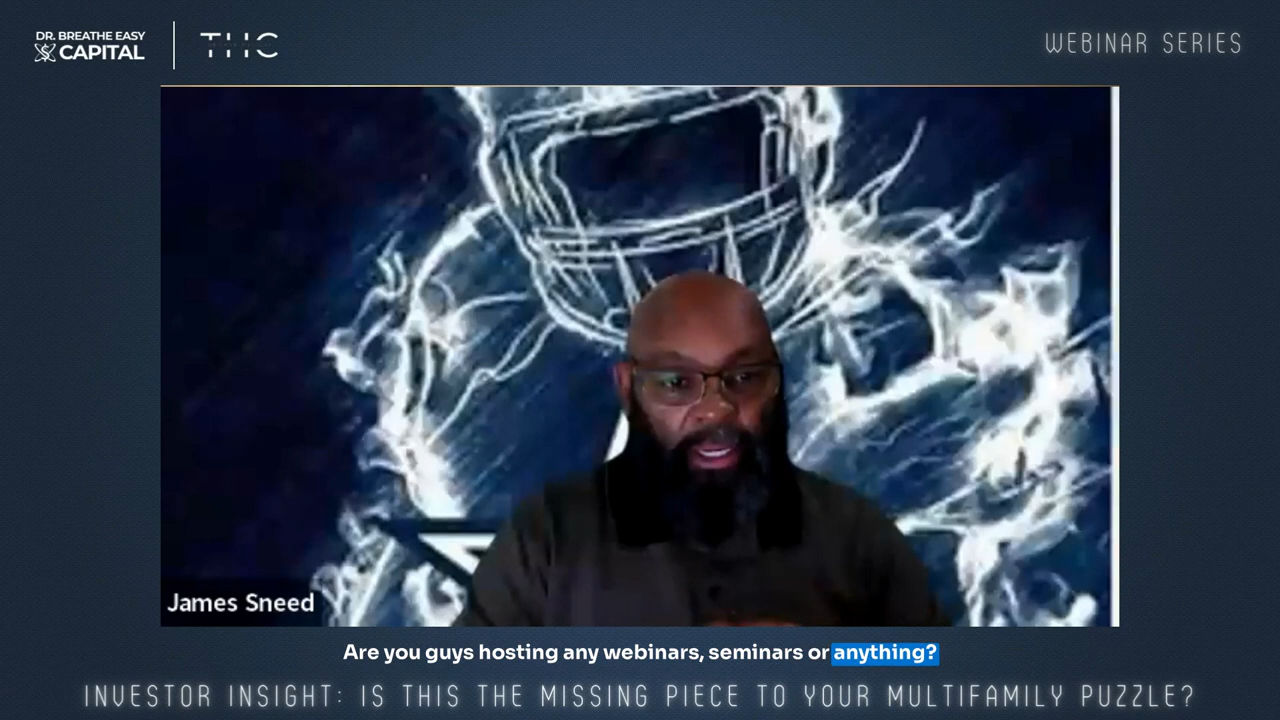 DR. BREATHE EASY
CAPITAL
THC
WEBINAR SERIES
James Sneed
Are you guys hosting any webinars, seminars or anything?
INVESTOR INSIGHT: IS THIS THE MISSING PIECE TO YOUR MULTIFAMILY PUZZLE?